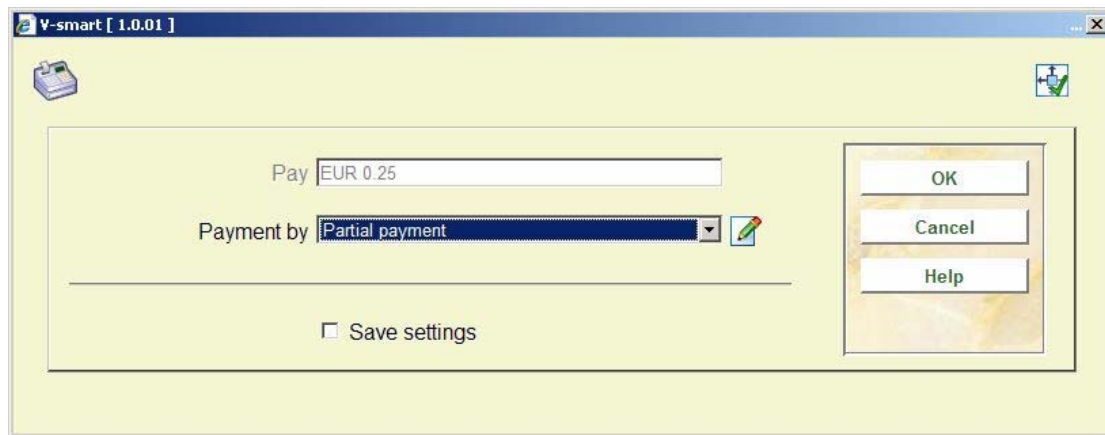 V-smart [ 1.0.01 ]
...
Pay EUR 0.25
Payment by Partial payment
Save settings
OK
Cancel
Help